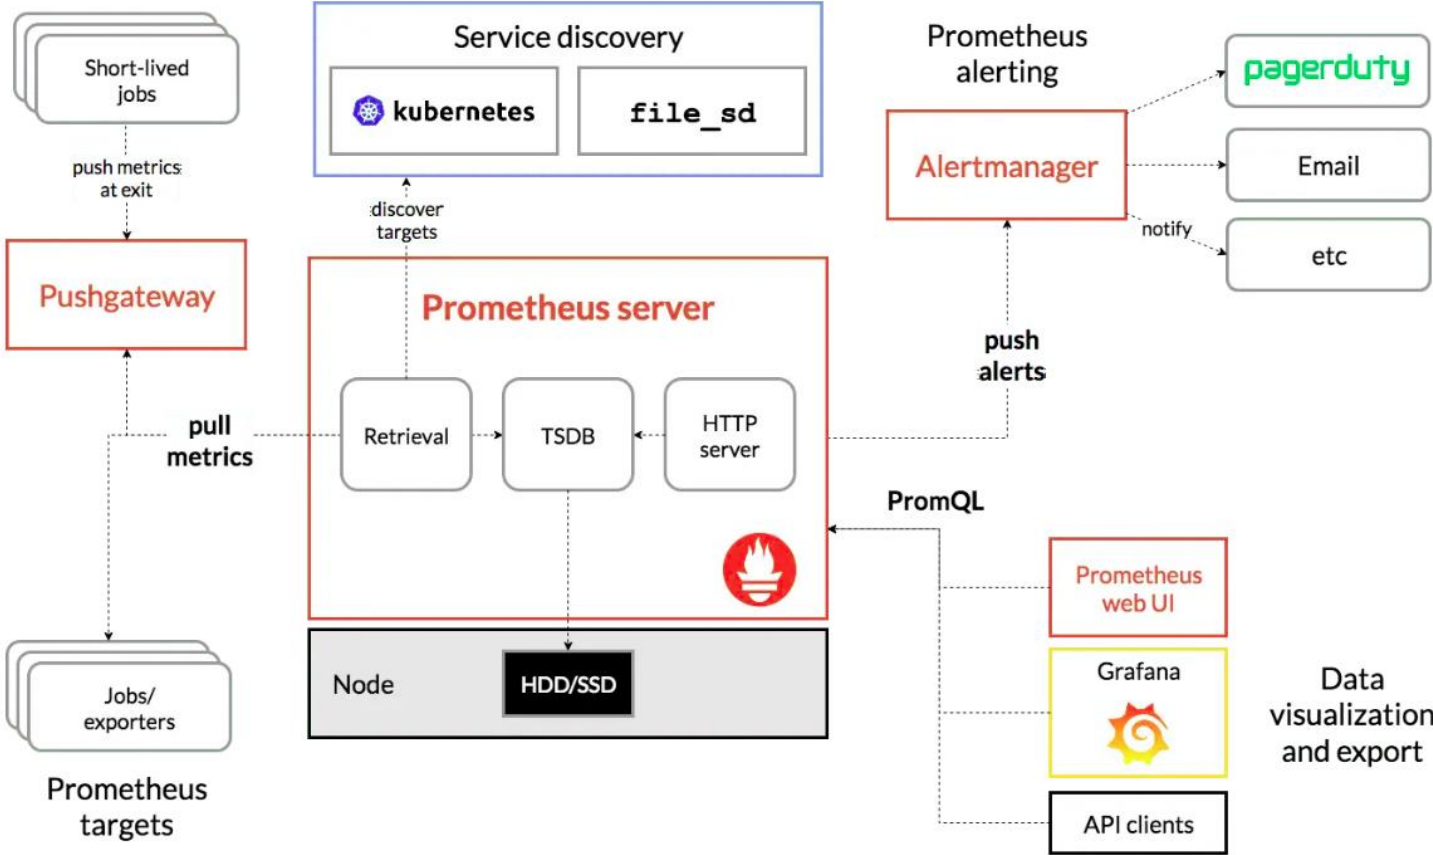 Short-lived
jobs
push metrics
at exit
Pushgateway
Service discovery
kubernetes
file_sd
discover
targets
Prometheus
alerting
Alertmanager
pagerduty
Email
notify
etc
Prometheus server
Retrieval
TSDB
HTTP
server
pull
metrics
push
alerts
PromQL
Node
HDD/SSD
Jobs/
exporters
Prometheus
targets
Prometheus
web UI
Grafana
API clients
Data
visualization
and export